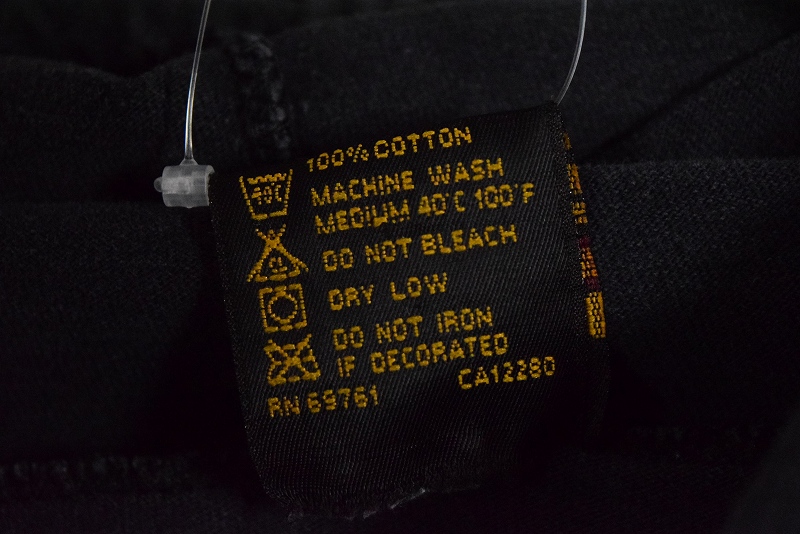 100% COTTON
40C
MACHINE WASH
MEDIUM 40°C 100°F
DO NOT BLEACH
DRY LOW
DO NOT IRON
IF DECORATED
RN 69761
CA12280